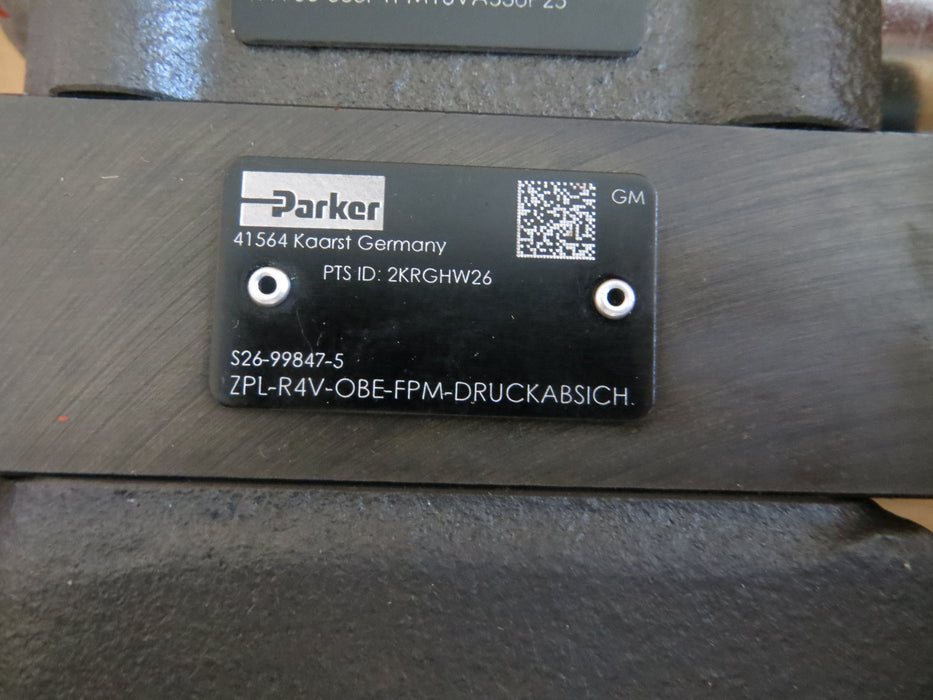 Parker
GM
41564 Kaarst Germany
PTS ID: 2KRGHW26
S26-99847-5
ZPL-R4V-OBE-FPM-DRUCKABSICH.